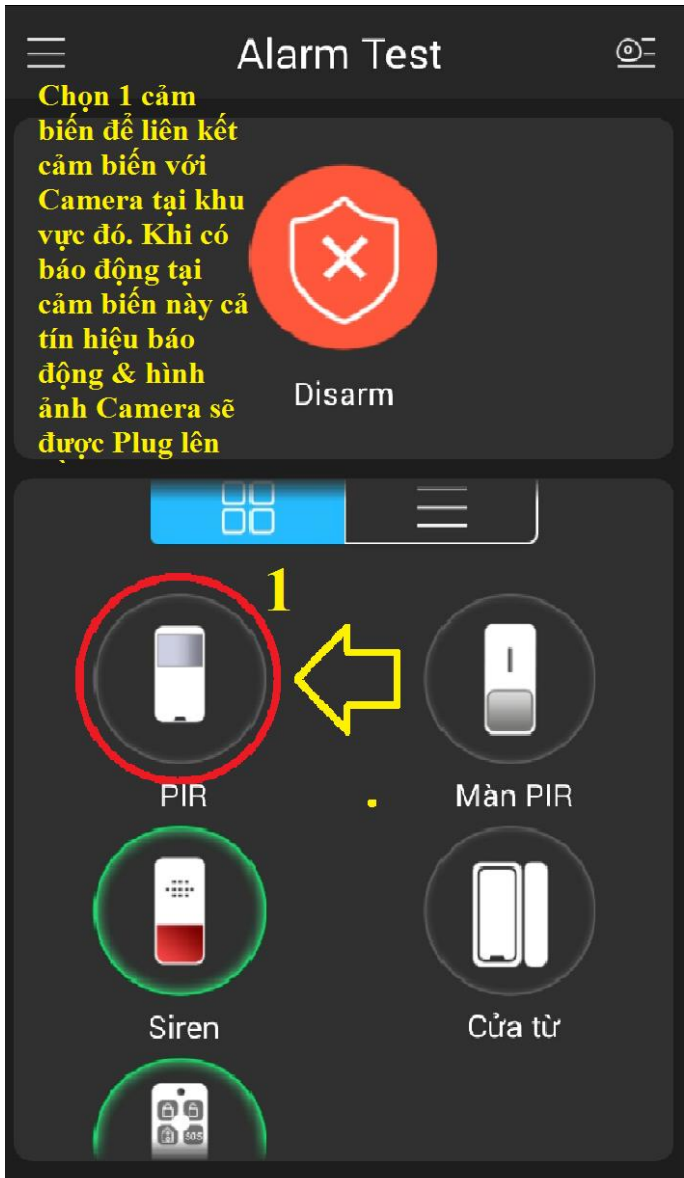 Alarm Test
Chọn 1 cảm
biến để liên kết
cảm biến với
Camera tại khu
vực đó. Khi có
báo động tại
cảm biến này cả
tín hiệu báo
động & hình
ảnh Camera sẽ
được Plug lên
Disarm
1
PIR
Màn PIR
Siren
Cửa từ
SOS